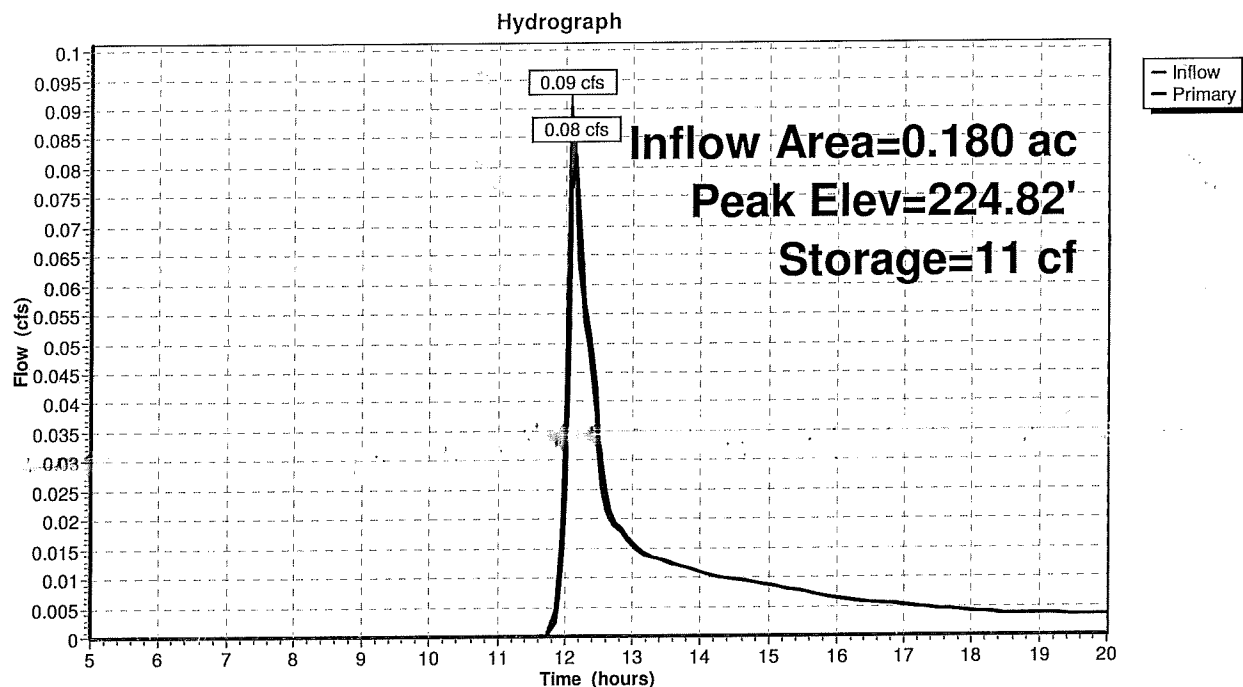 Hydrograph
Inflow
Primary
0.09 cfs
0.08 cfs
Inflow Area=0.180 ac
Peak Elev=224.82'
Storage=11 cf
Flow (cfs)
0.1
0.095
0.09
0.085
0.08
0.075
0.07
0.065
0.06
0.055
0.05
0.045
0.04
0.035
0.03
0.025
0.02
0.015
0.01
0.005
0
5 6 7 8 9 10 11 12 13 14 15 16 17 18 19 20
Time (hours)